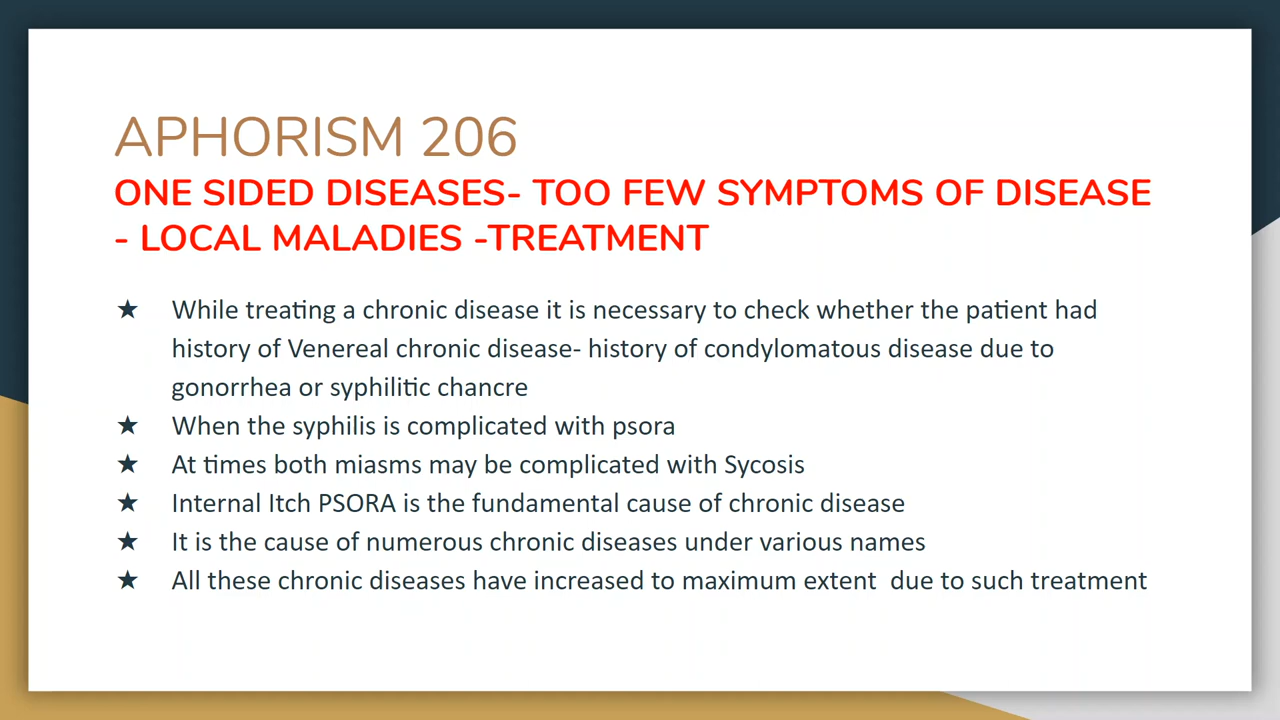 APHORISM 206
ONE SIDED DISEASES- TOO FEW SYMPTOMS OF DISEASE
- LOCAL MALADIES -TREATMENT
★ While treating a chronic disease it is necessary to check whether the patient had
history of Venereal chronic disease- history of condylomatous disease due to
gonorrhea or syphilitic chancre
★ When the syphilis is complicated with psora
★ At times both miasms may be complicated with Sycosis
★ Internal Itch PSORA is the fundamental cause of chronic disease
★ It is the cause of numerous chronic diseases under various names
★ All these chronic diseases have increased to maximum extent  due to such treatment